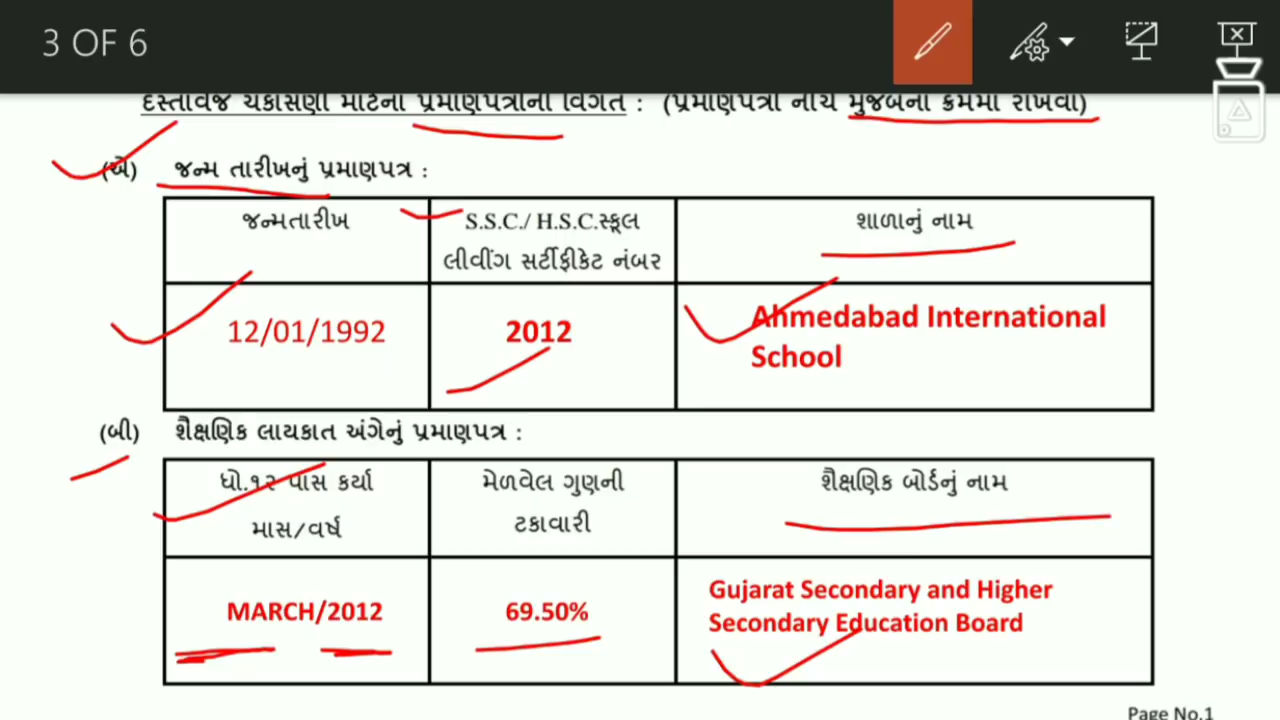 3 OF 6
દસ્તાવેજ ચકાસણી માટેના પ્રમાણપત્રોની વિગત : (પ્રમાણપત્રો નીચે મુજબના ક્રમમાં રાખવા)
(એ) જન્મ તારીખનું પ્રમાણપત્ર :
જન્મતારીખ
S.S.C./ H.S.C.સ્કૂલ
લીવીંગ સર્ટીફીકેટ નંબર
શાળાનું નામ
12/01/1992
2012
Ahmedabad International
School
(બી) શૈક્ષણિક લાયકાત અંગેનું પ્રમાણપત્ર :
ધો.૧૨ પાસ કર્યા
માસ/વર્ષ
મેળવેલ ગુણની
ટકાવારી
શૈક્ષણિક બોર્ડનું નામ
MARCH/2012
69.50%
Gujarat Secondary and Higher
Secondary Education Board
Page No.1